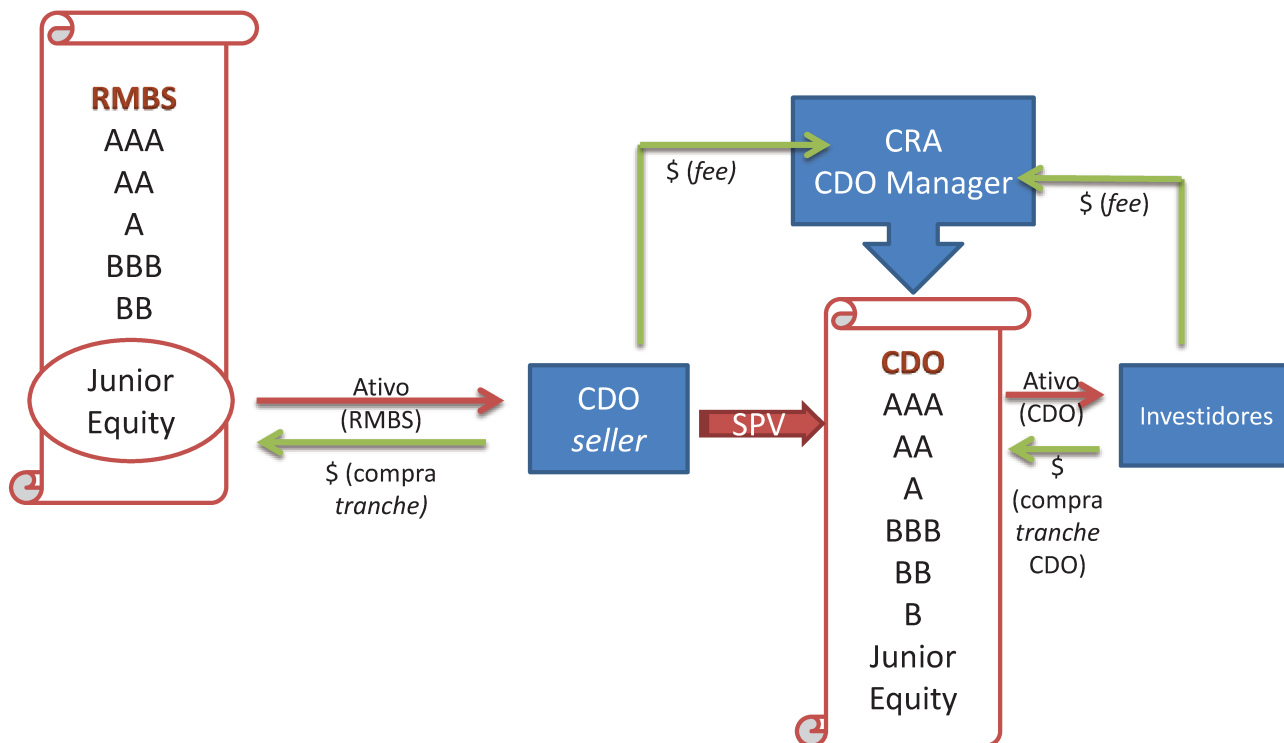 RMBS
AAA
AA
A
BBB
BB
Junior
Equity
Ativo
(RMBS)
$ (compra
tranche)
CDO
seller
$ (fee)
CRA
CDO Manager
$ (fee)
SPV
CDO
AAA
AA
A
BBB
BB
B
Junior
Equity
Ativo
(CDO)
$
(compra
tranche
CDO)
Investidores